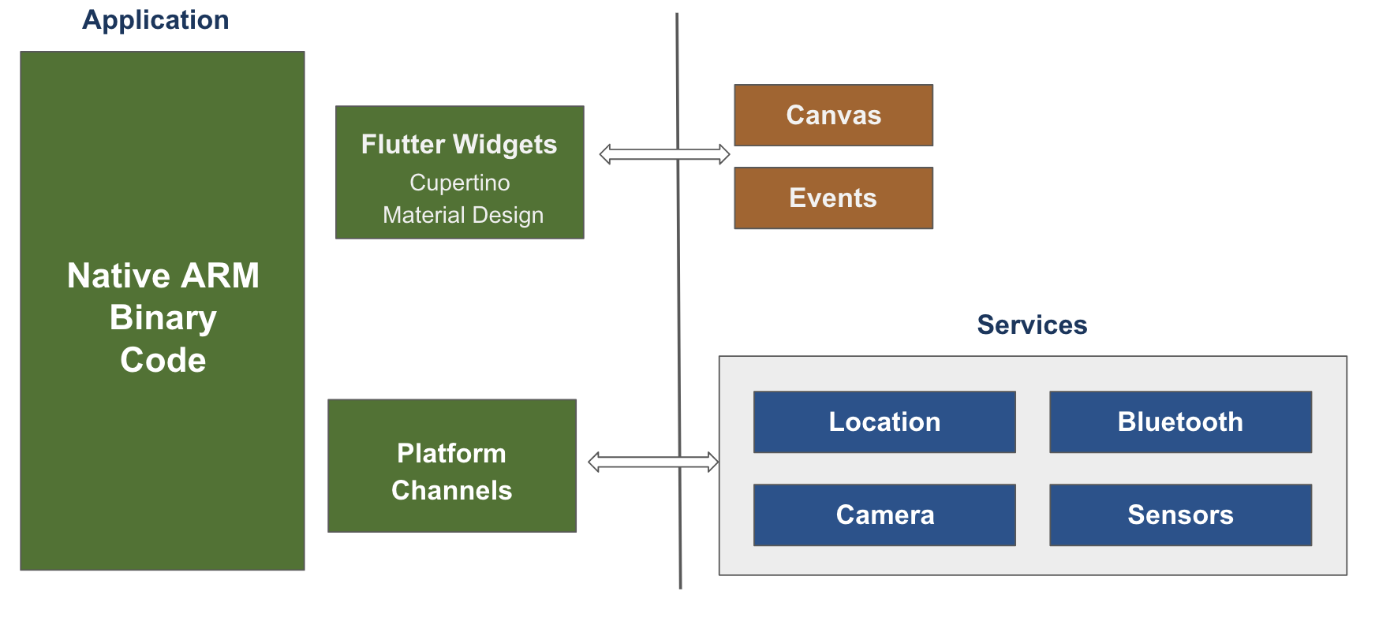 Application
Native ARM
Binary
Code
Flutter Widgets
Cupertino
Material Design
Platform
Channels
Canvas
Events
Services
Location
Bluetooth
Camera
Sensors